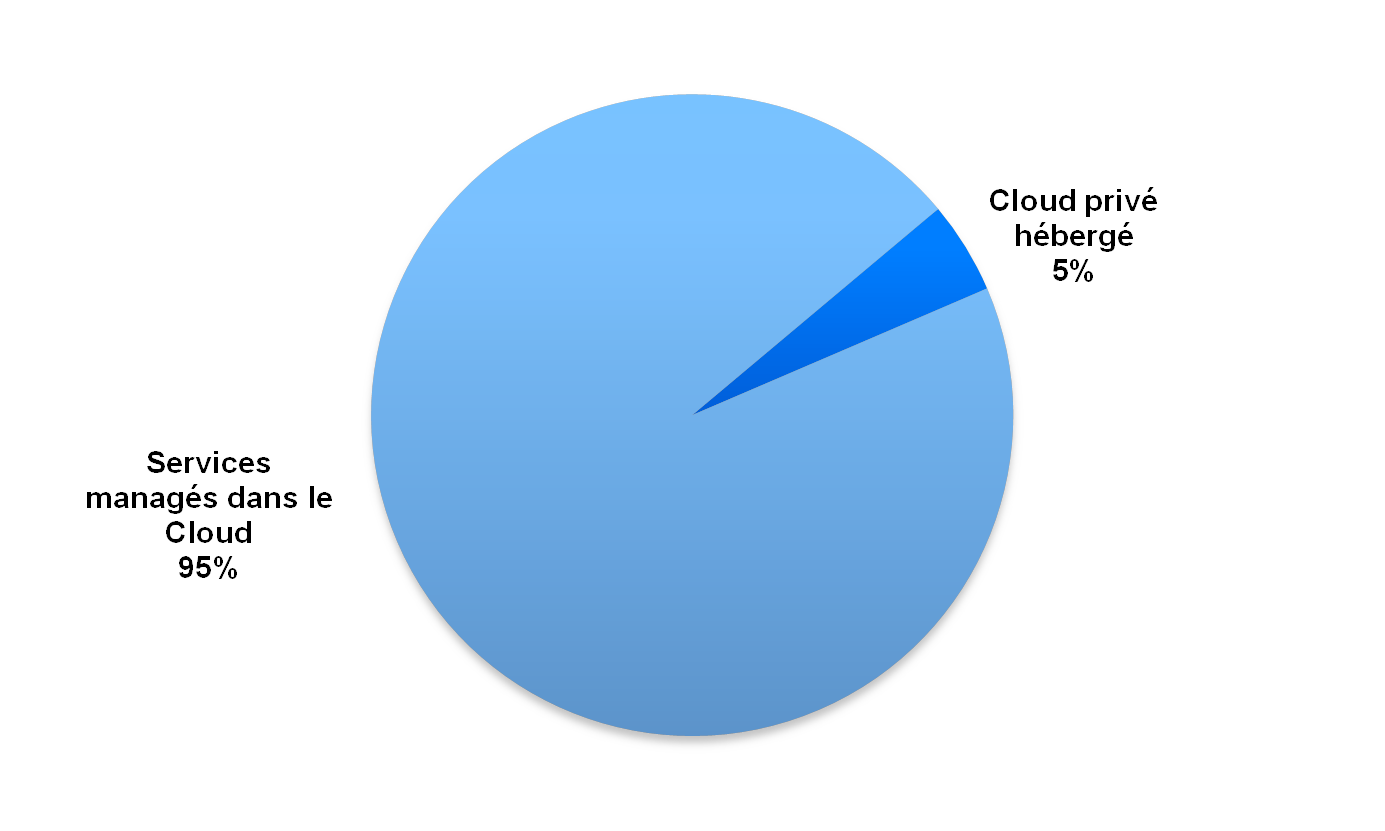 Cloud privé
hébergé
5%
Services
managés dans le
Cloud
95%